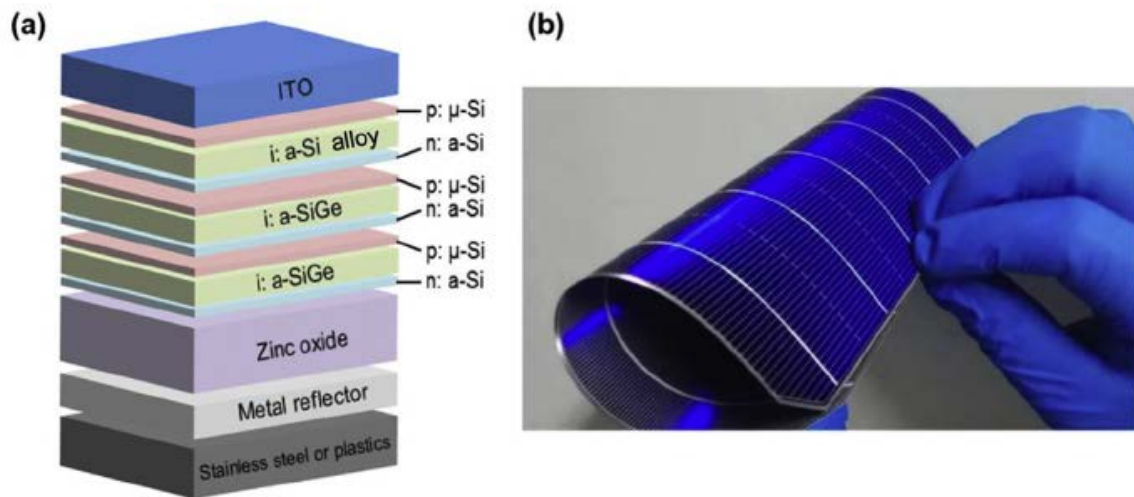 (a)
ITO
p: μ-Si
i: a-Si alloy
n: a-Si
p: μ-Si
i: a-SiGe
n: a-Si
p: μ-Si
i: a-SiGe
n: a-Si
Zinc oxide
Metal reflector
Stainless steel or plastics
(b)